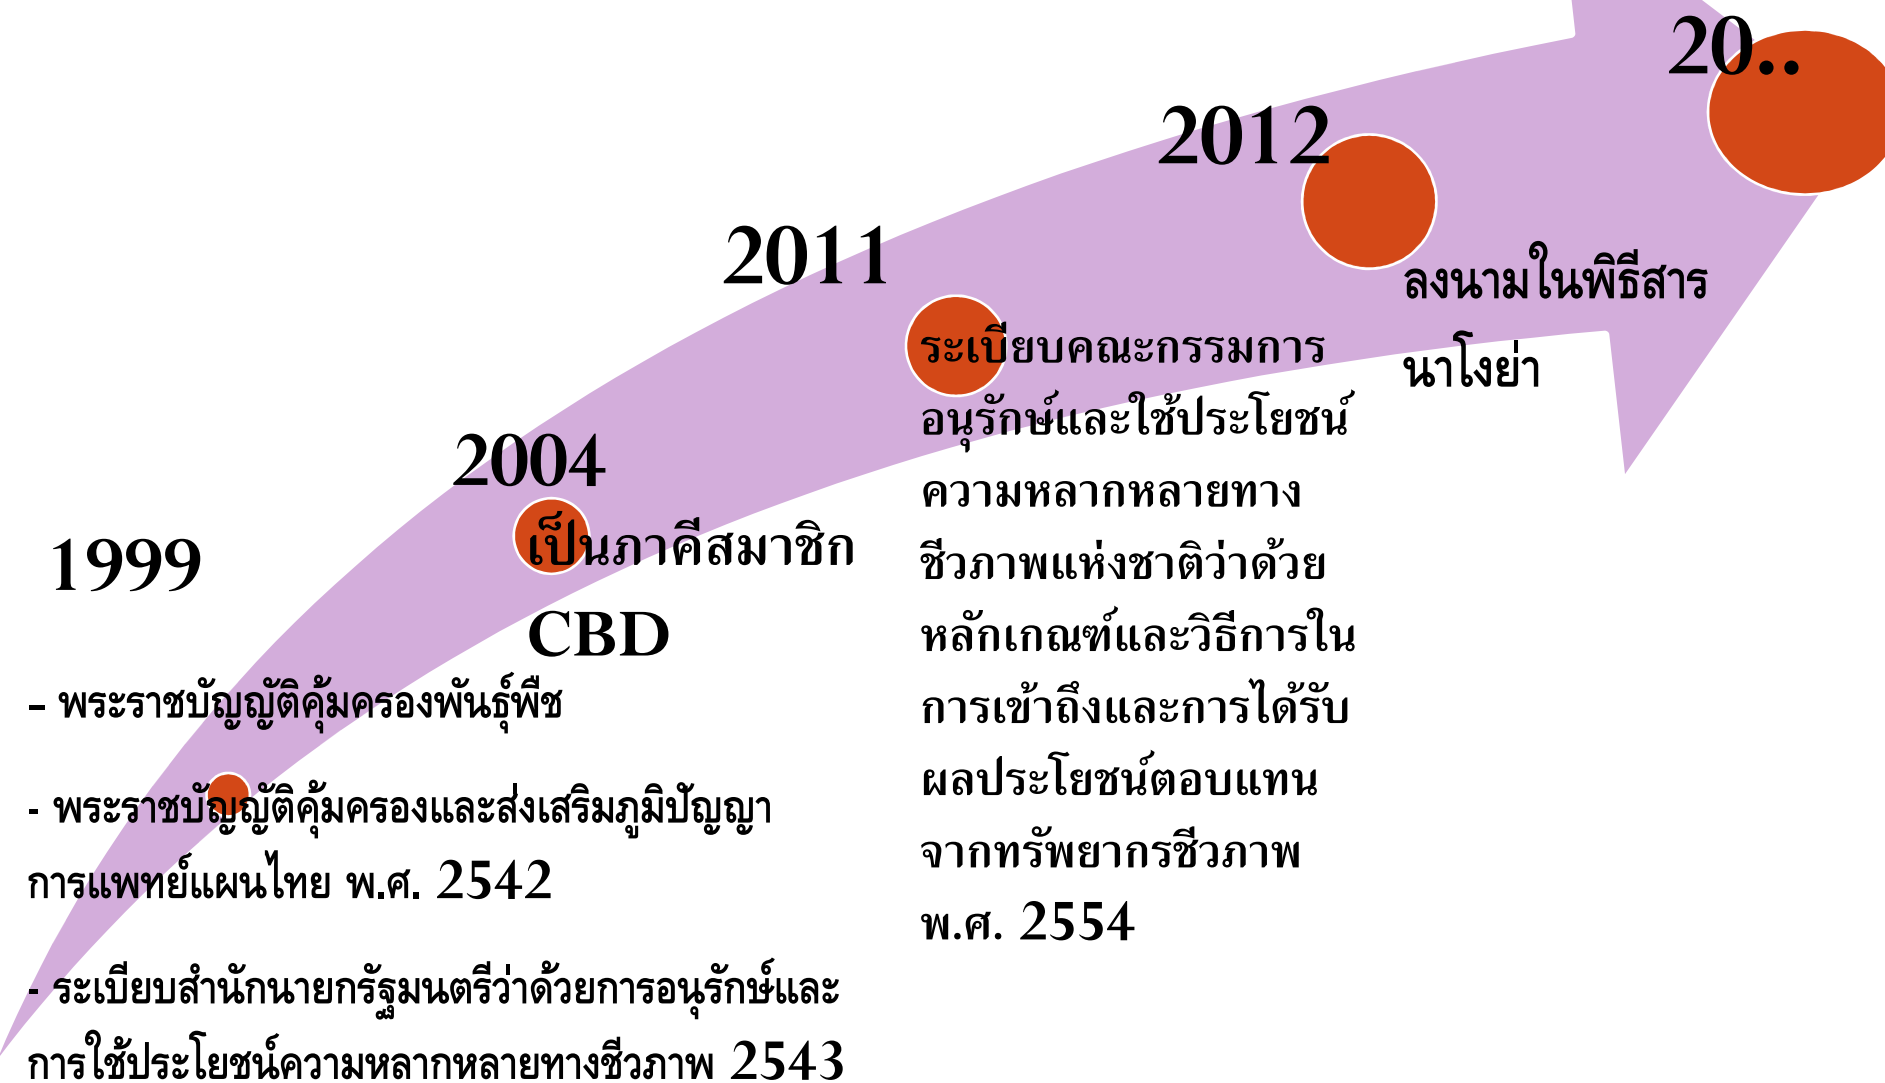 1999
– พระราชบัญญัติคุ้มครองพันธุ์พืช
- พระราชบัญญัติคุ้มครองและส่งเสริมภูมิปัญญา
การแพทย์แผนไทย พ.ศ. 2542
- ระเบียบสำนักนายกรัฐมนตรีว่าด้วยการอนุรักษ์และ
การใช้ประโยชน์ความหลากหลายทางชีวภาพ 2543
2004
เป็นภาคีสมาชิก
CBD
2011
ระเบียบคณะกรรมการ
อนุรักษ์และใช้ประโยชน์
ความหลากหลายทาง
ชีวภาพแห่งชาติว่าด้วย
หลักเกณฑ์และวิธีการใน
การเข้าถึงและการได้รับ
ผลประโยชน์ตอบแทน
จากทรัพยากรชีวภาพ
พ.ศ. 2554
2012
ลงนามในพิธีสาร
นาโงย่า
20..